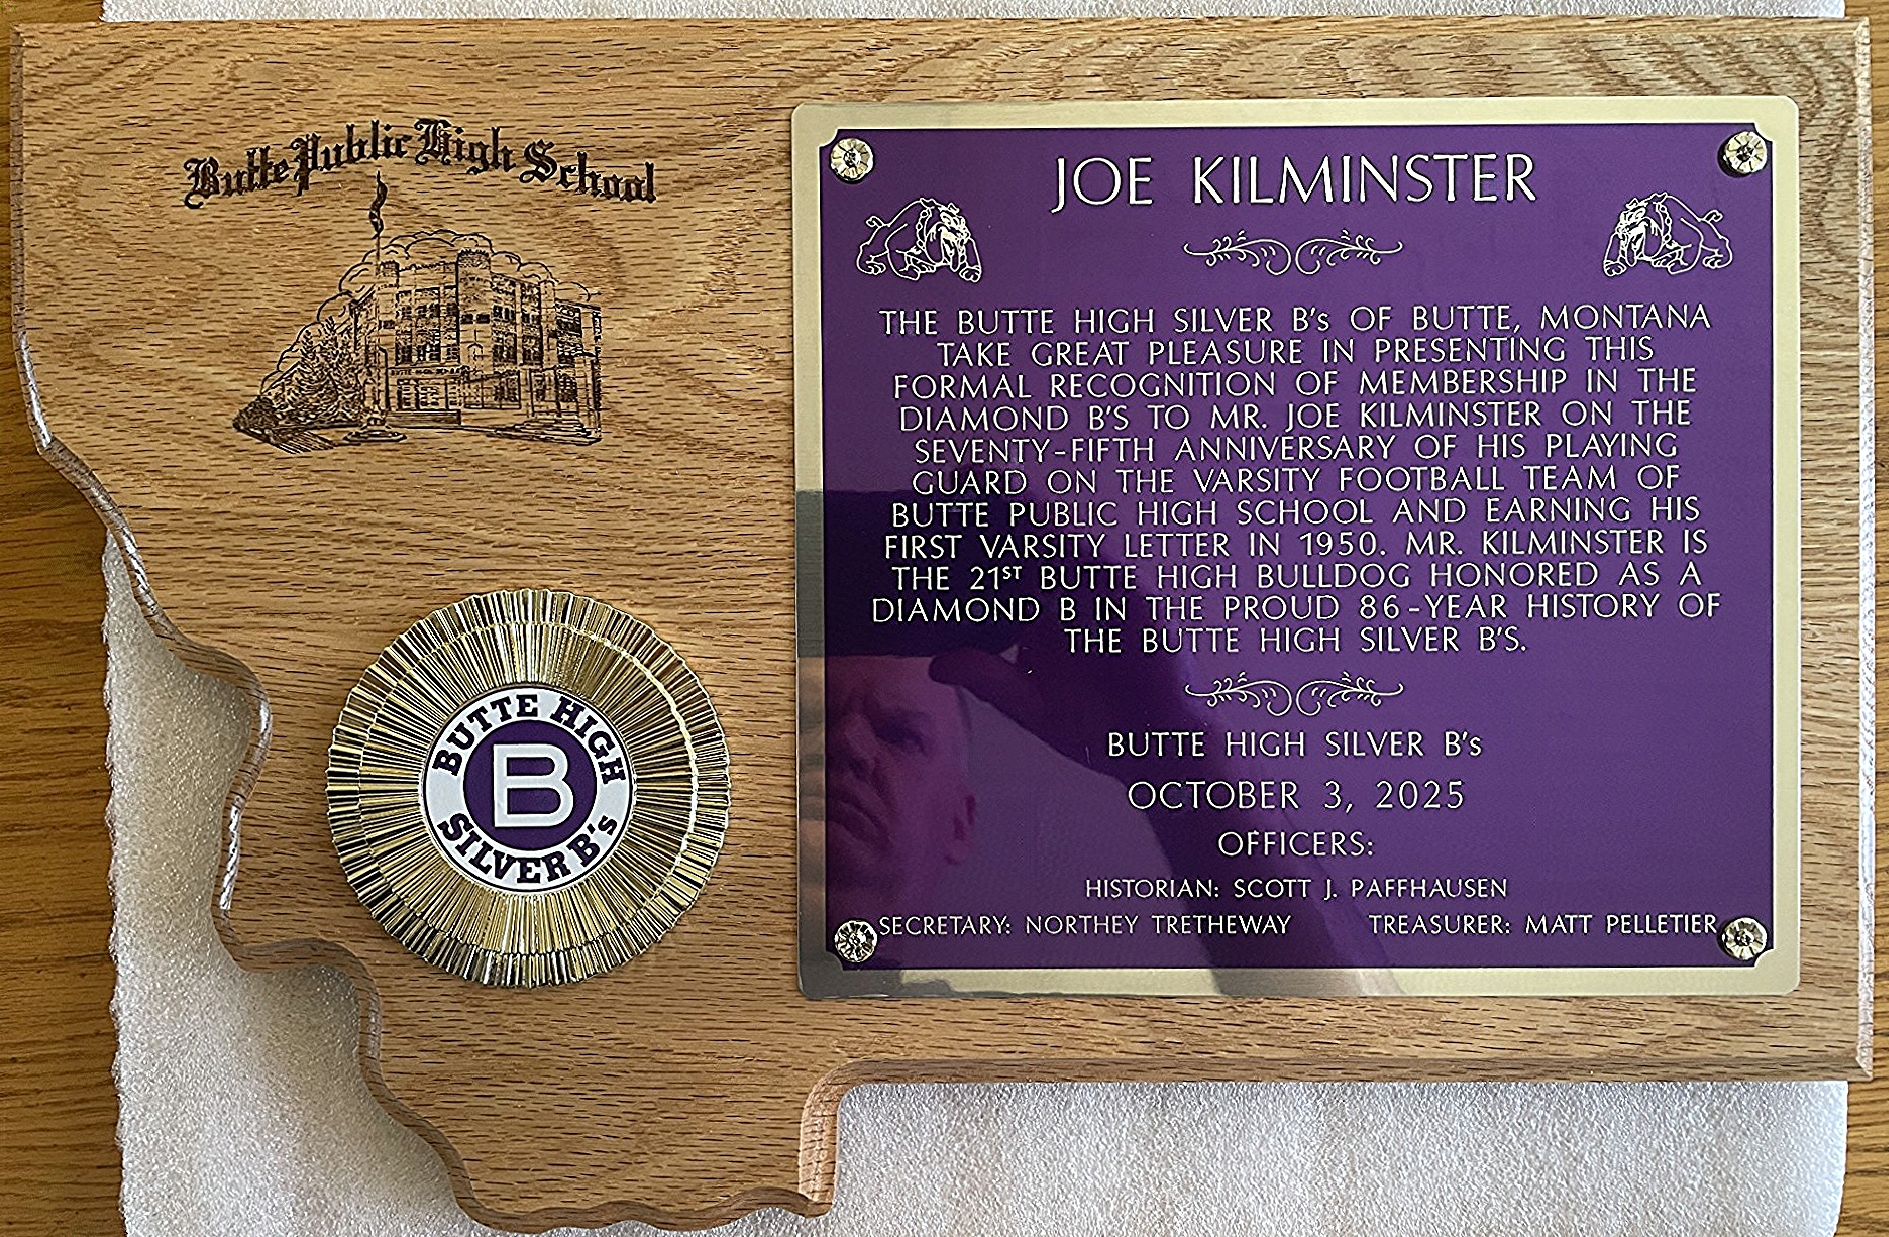 Butte Public High School
BUTTE HIGH
B
SILVER B's
JOE KILMINSTER
THE BUTTE HIGH SILVER B's OF BUTTE, MONTANA
TAKE GREAT PLEASURE IN PRESENTING THIS
FORMAL RECOGNITION OF MEMBERSHIP IN THE
DIAMOND B'S TO MR. JOE KILMINSTER ON THE
SEVENTY-FIFTH ANNIVERSARY OF HIS PLAYING
GUARD ON THE VARSITY FOOTBALL TEAM OF
BUTTE PUBLIC HIGH SCHOOL AND EARNING HIS
FIRST VARSITY LETTER IN 1950. MR. KILMINSTER IS
THE 21ST BUTTE HIGH BULLDOG HONORED AS A
DIAMOND B IN THE PROUD 86-YEAR HISTORY OF
THE BUTTE HIGH SILVER B'S.
BUTTE HIGH SILVER B's
OCTOBER 3, 2025
OFFICERS:
HISTORIAN: SCOTT J. PAFFHAUSEN
SECRETARY: NORTHEY TRETHEWAY TREASURER: MATT PELLETIER